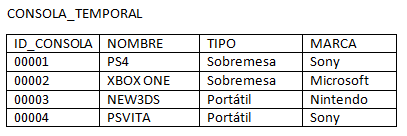 CONSOLA_TEMPORAL
ID_CONSOLA NOMBRE TIPO MARCA
00001 PS4 Sobremesa Sony
00002 XBOX ONE Sobremesa Microsoft
00003 NEW3DS Portátil Nintendo
00004 PSVITA Portátil Sony